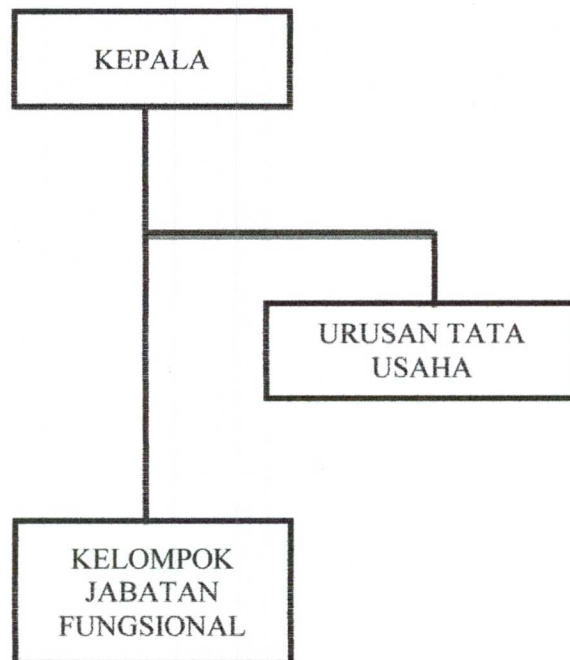 KEPALA
URUSAN TATA
USAHA
KELOMPOK
JABATAN
FUNGSIONAL